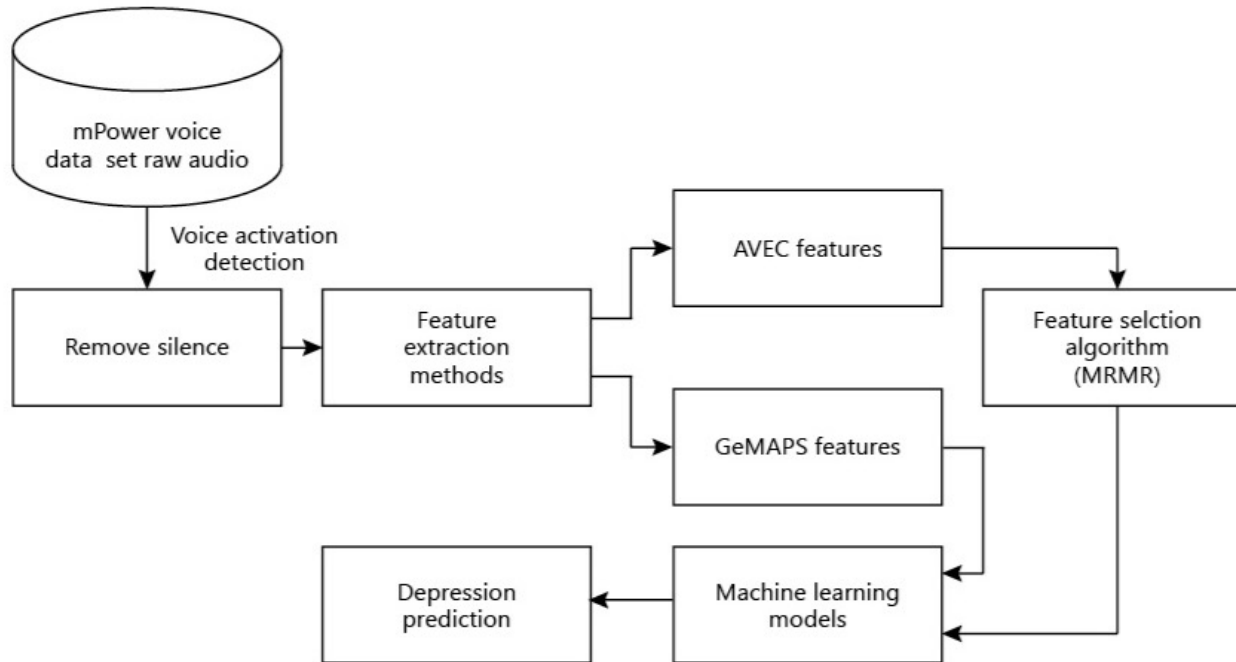 mPower voice
data set raw audio
Voice activation
detection
Remove silence
Feature
extraction
methods
AVEC features
GeMAPS features
Feature selction
algorithm
(MRMR)
Machine learning
models
Depression
prediction